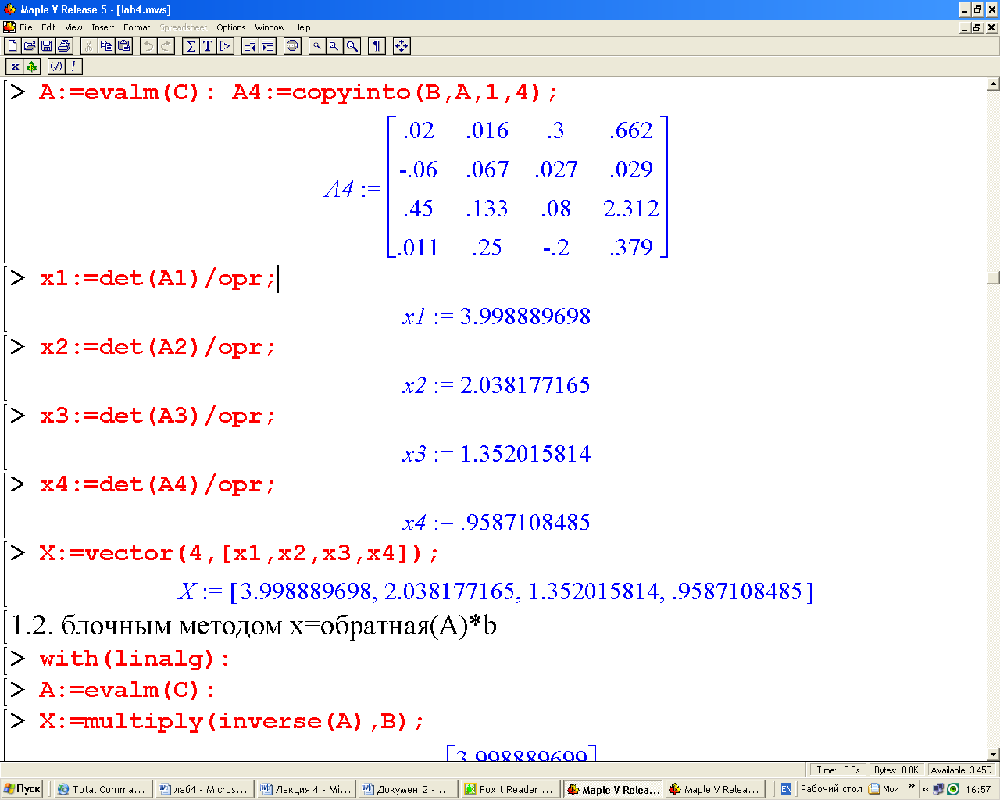 Maple V Release 5 - [lab4.mws]
File Edit View Insert Format Spreadsheet Options Window Help
> A:=evalm(C): A4:=copyinto(B,A,1,4);
.02 .016 .3 .662
-.06 .067 .027 .029
A4 :=
.45 .133 .08 2.312
.011 .25 -.2 .379
> x1:=det(A1)/opr;
x1 := 3.998889698
> x2:=det(A2)/opr;
x2 := 2.038177165
> x3:=det(A3)/opr;
x3 := 1.352015814
> x4:=det(A4)/opr;
x4 := .9587108485
> X:=vector(4,[x1,x2,x3,x4]);
X := [3.998889698, 2.038177165, 1.352015814, .9587108485]
1.2. блочным методом x=обратная(A)*b
> with(linalg):
> A:=evalm(C):
> X:=multiply(inverse(A),B);
[3.998889699]
Time: 0.0s Bytes: 0.0K Available: 3.45G
Пуск Total Comma... лаб4 - Micros... Лекция 4 - Mi... Документ2 - ... Foxit Reader ... Maple V Relea... Maple V Relea... EN Рабочий стол Мои. » « 16:57